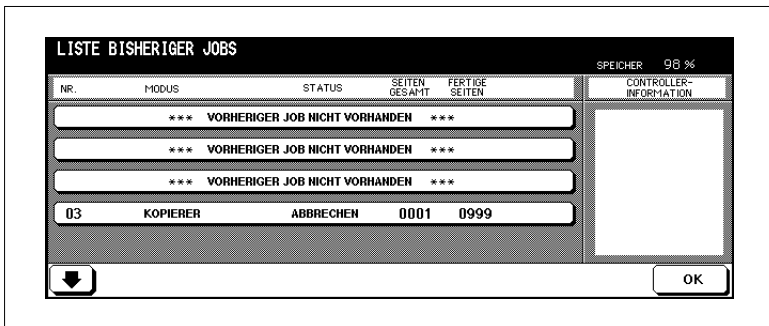 LISTE BISHERIGER JOBS
SPEICHER 98 %
NR. MODUS STATUS SEITEN GESAMT FERTIGE SEITEN CONTROLLER-INFORMATION
*** VORHERIGER JOB NICHT VORHANDEN ***
*** VORHERIGER JOB NICHT VORHANDEN ***
*** VORHERIGER JOB NICHT VORHANDEN ***
03 KOPIERER ABBRECHEN 0001 0999
OK